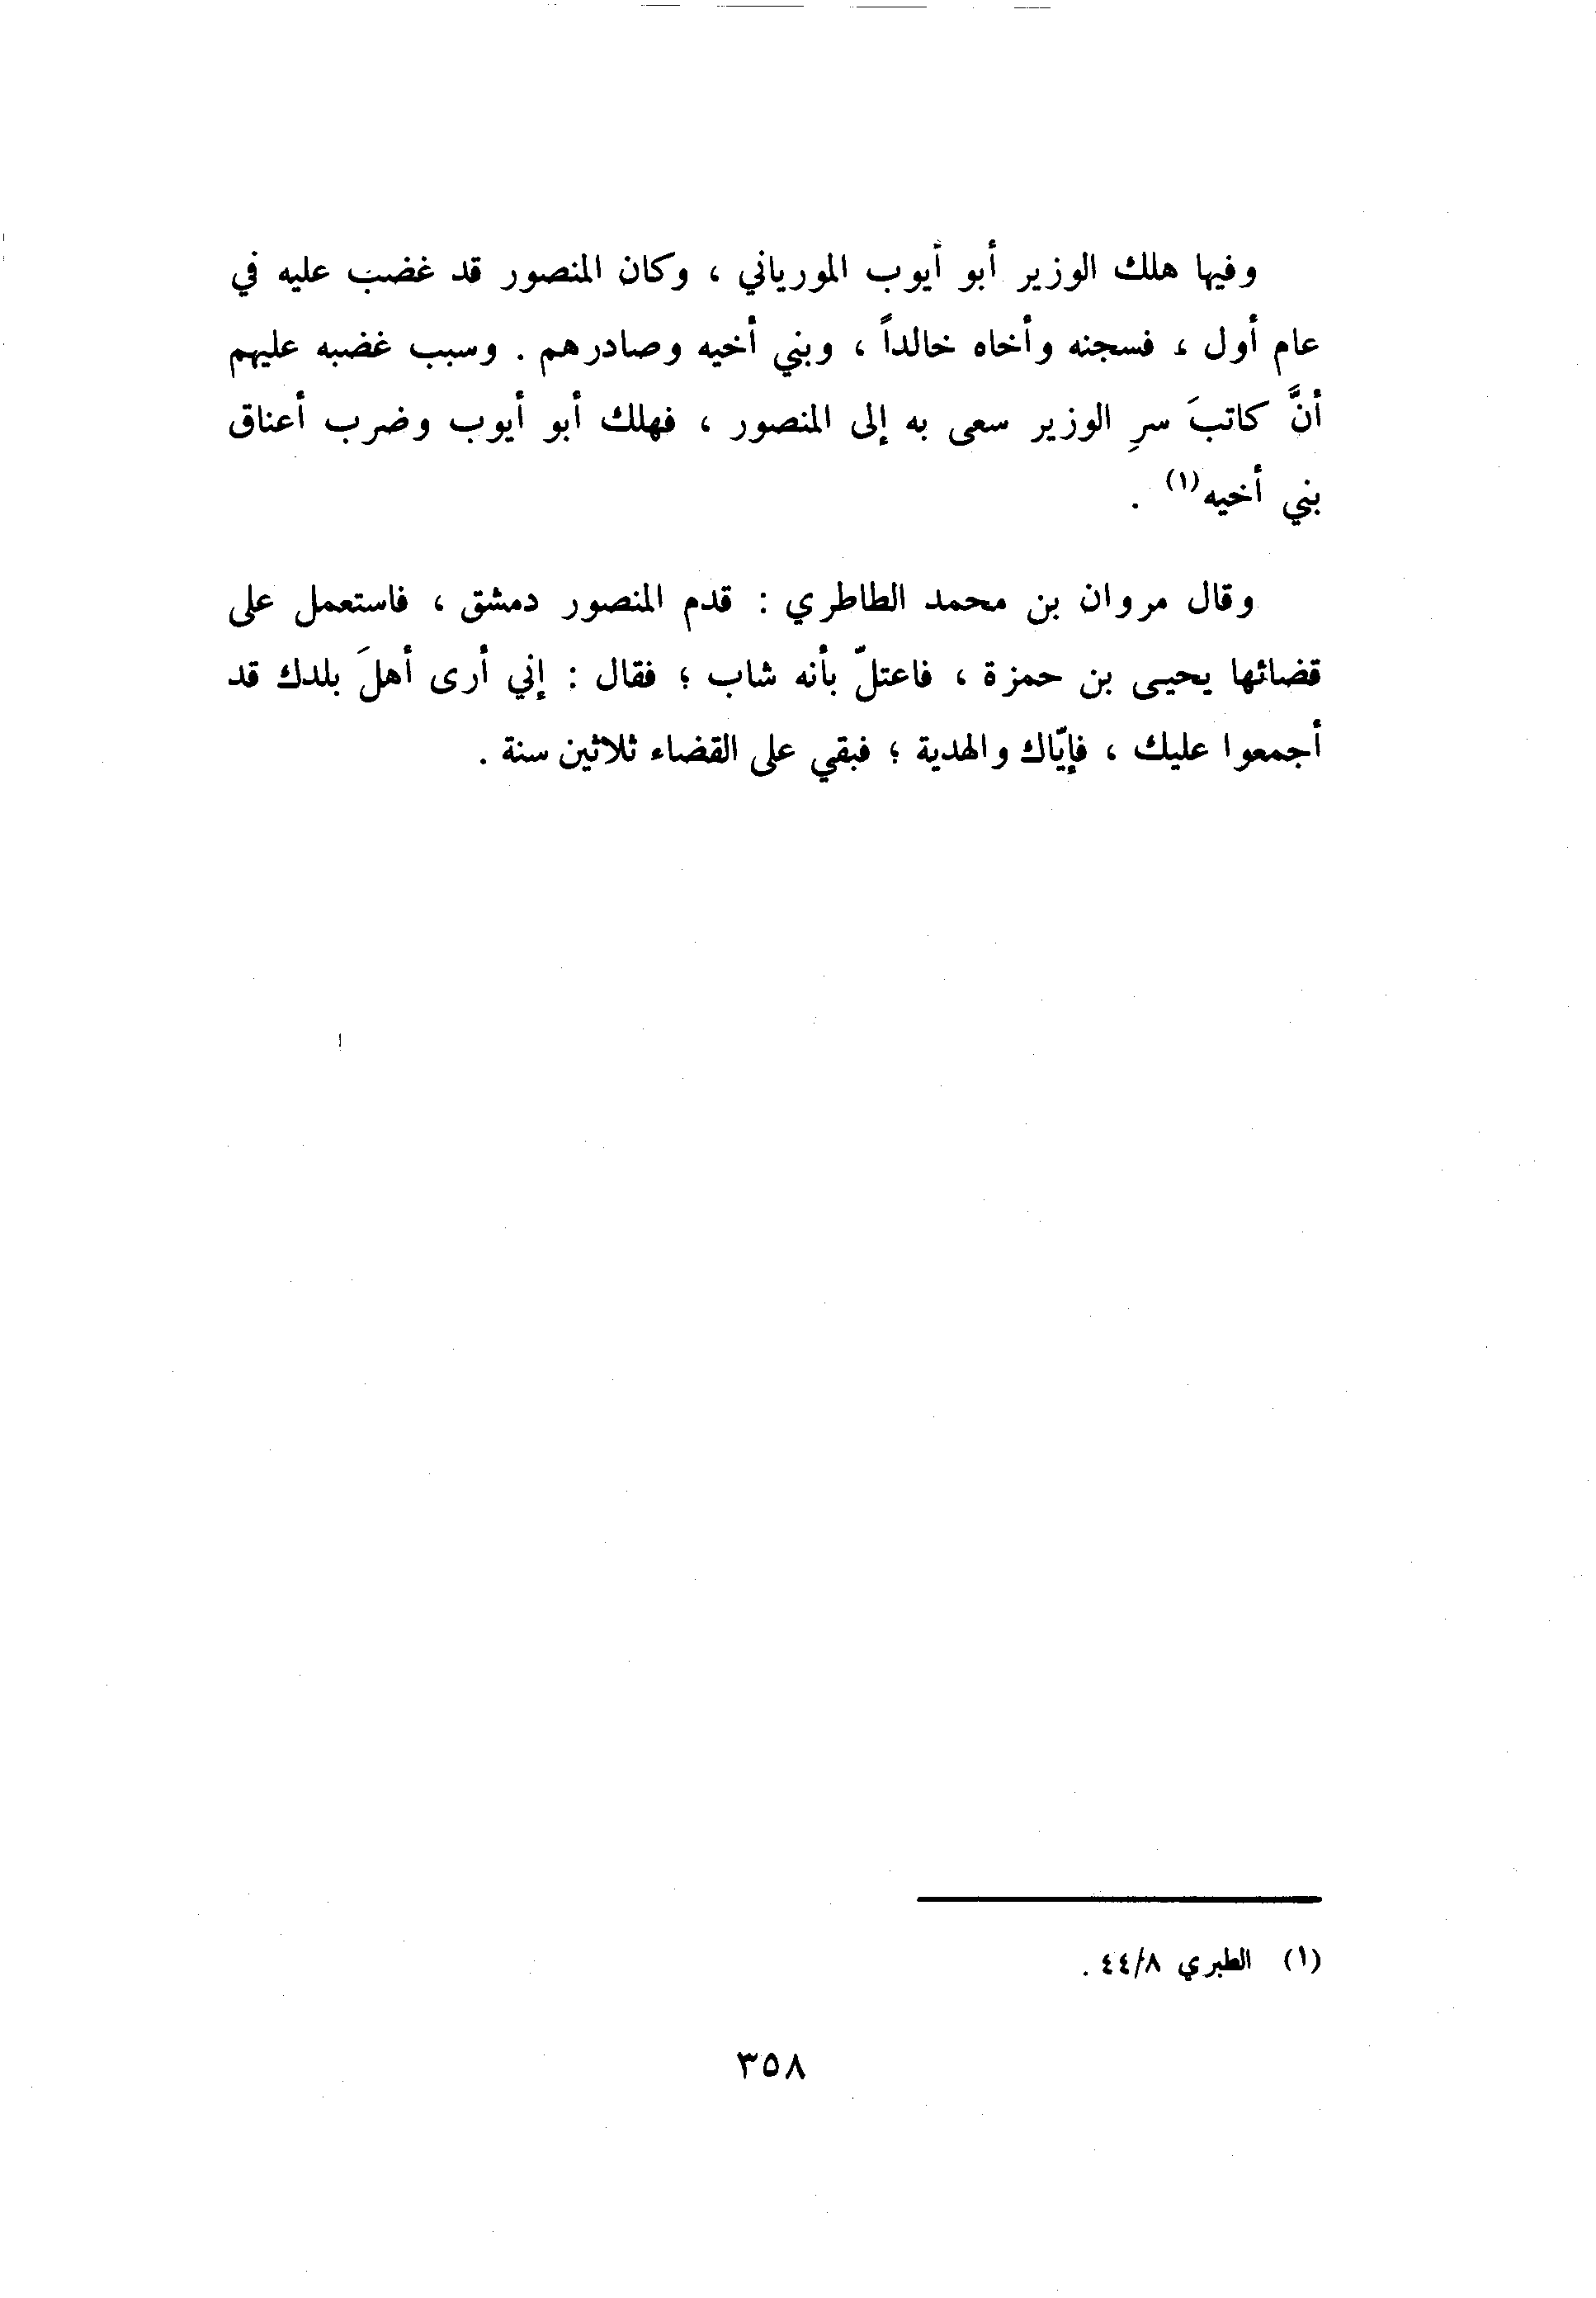 وفيها هلك الوزير أبو أيوب المورياني ، وكان المنصور قد غضب عليه في
عام أول ، فسجنه وأخاه خالداً ، وبني أخيه وصادرهم . وسبب غضبه عليهم
أنَّ كاتبَ سرِ الوزير سعى به إلى المنصور ، فهلك أبو أيوب وضرب أعناق
بني أخيه(١) .
وقال مروان بن محمد الطاطري : قدم المنصور دمشق ، فاستعمل على
قضائها يحيى بن حمزة ، فاعتلّ بأنه شاب ؛ فقال : إني أرى أهلَ بلدك قد
أجمعوا عليك ، فإيّاك والهدية ؛ فبقي على القضاء ثلاثين سنة .
(١) الطبري ٤٤/٨ .
٣٥٨